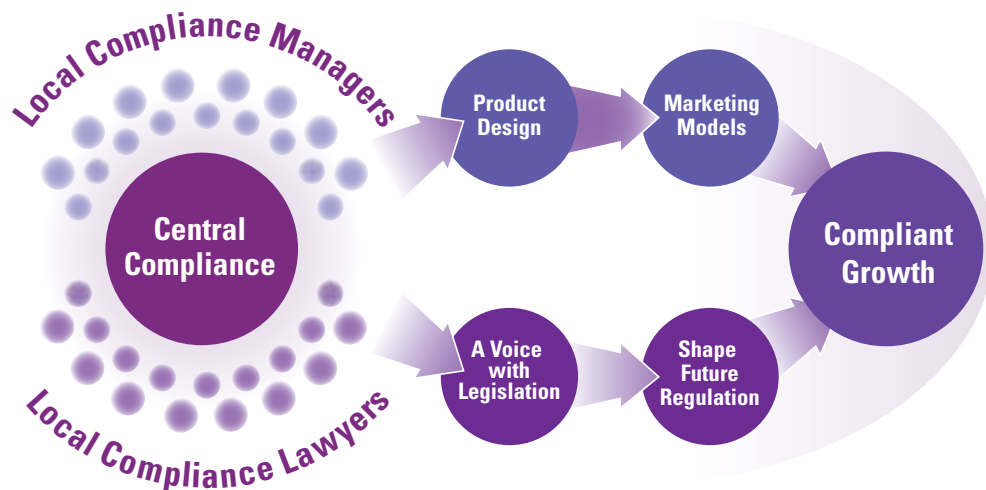 Local Compliance Managers
Central
Compliance
Local Compliance Lawyers
Product
Design
Marketing
Models
A Voice
with
Legislation
Shape
Future
Regulation
Compliant
Growth